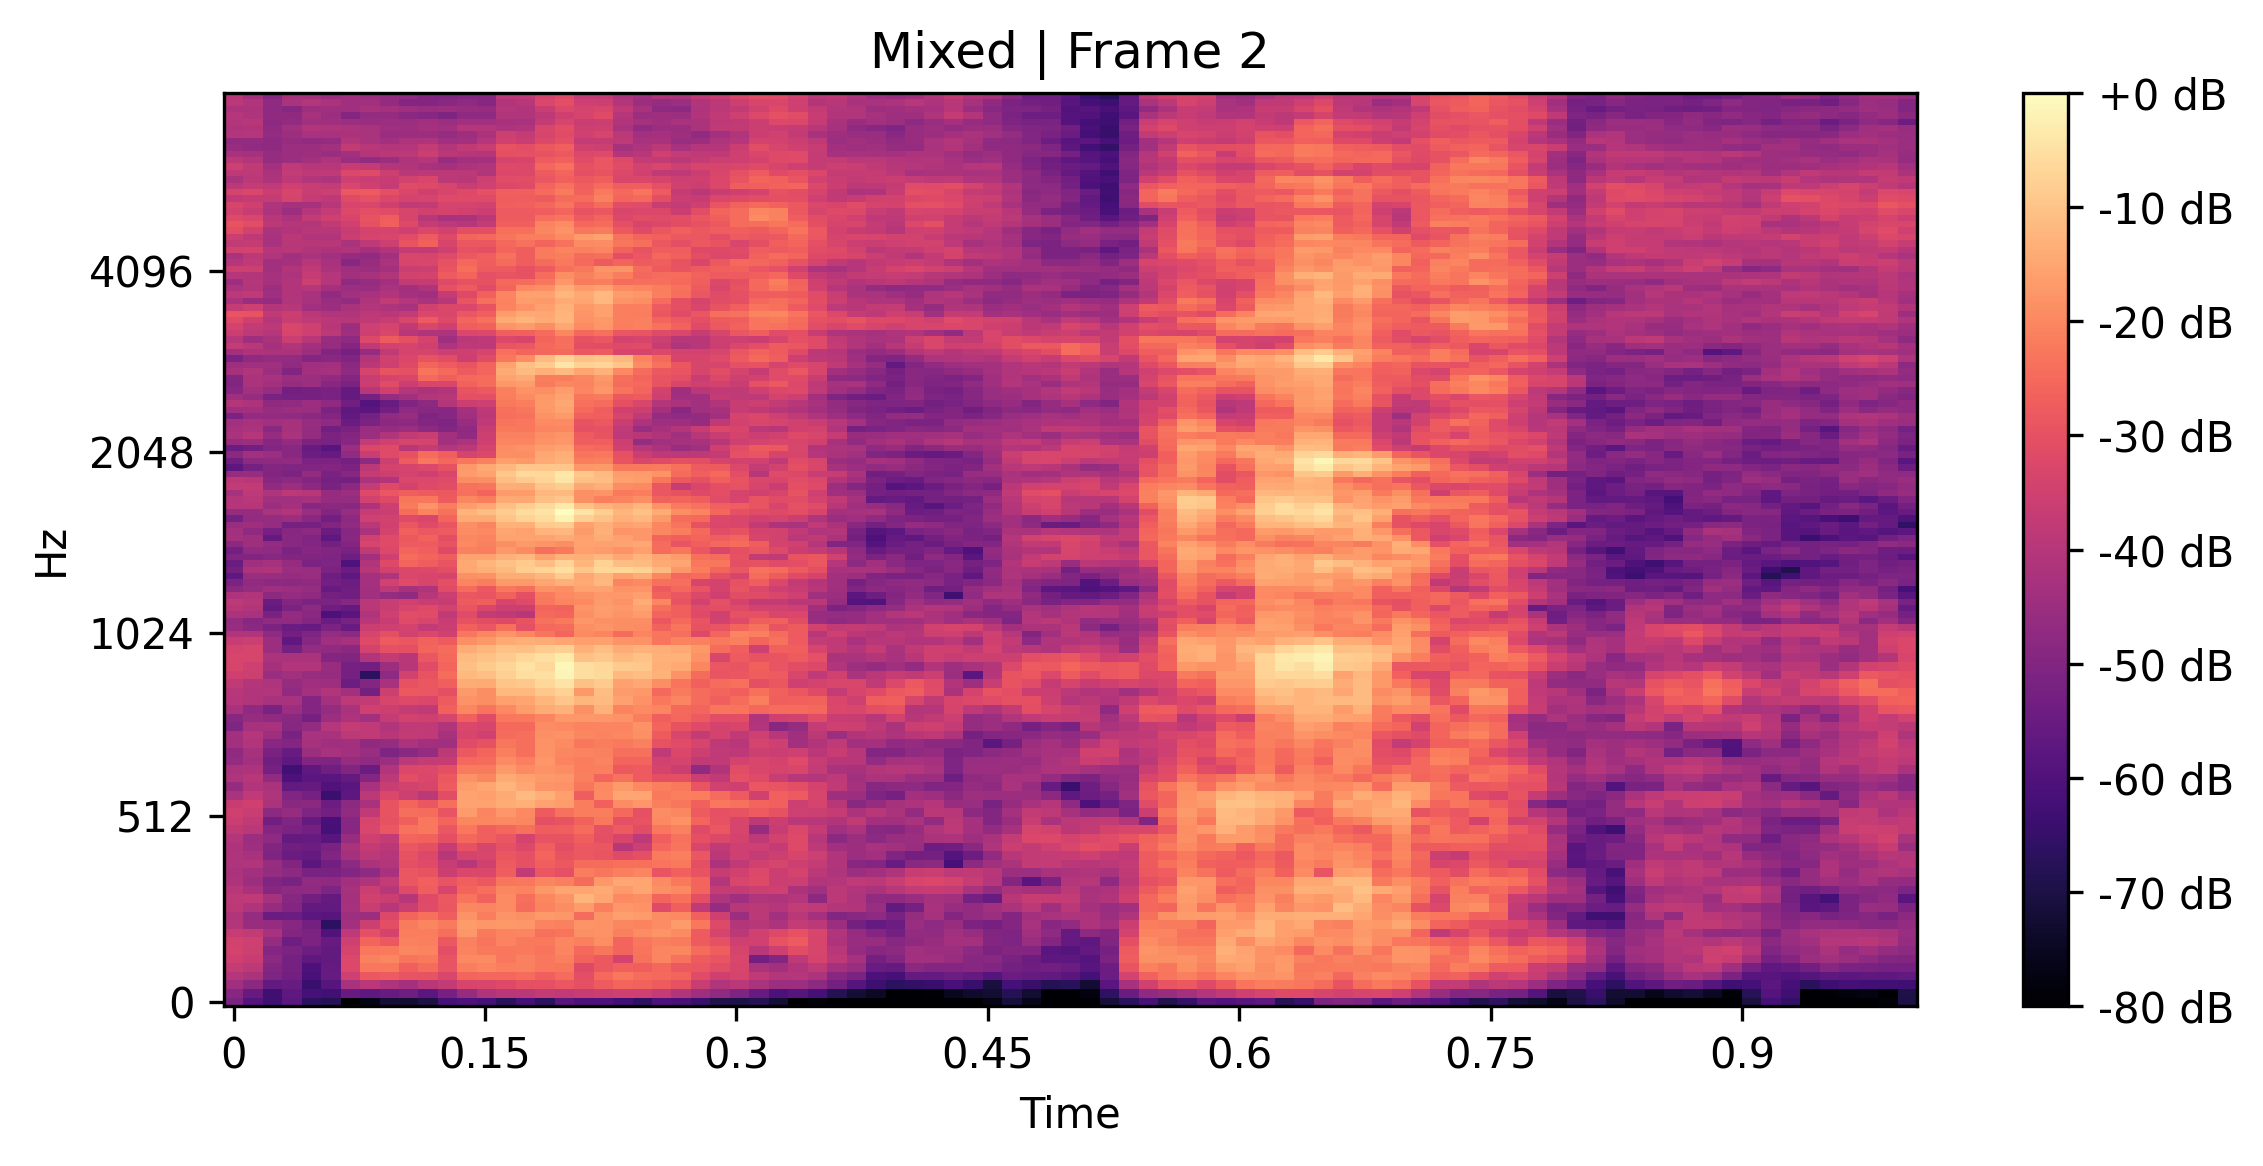 Mixed | Frame 2
Hz
4096
2048
1024
512
0
0 0.15 0.3 0.45 0.6 0.75 0.9
Time
+0 dB
-10 dB
-20 dB
-30 dB
-40 dB
-50 dB
-60 dB
-70 dB
-80 dB